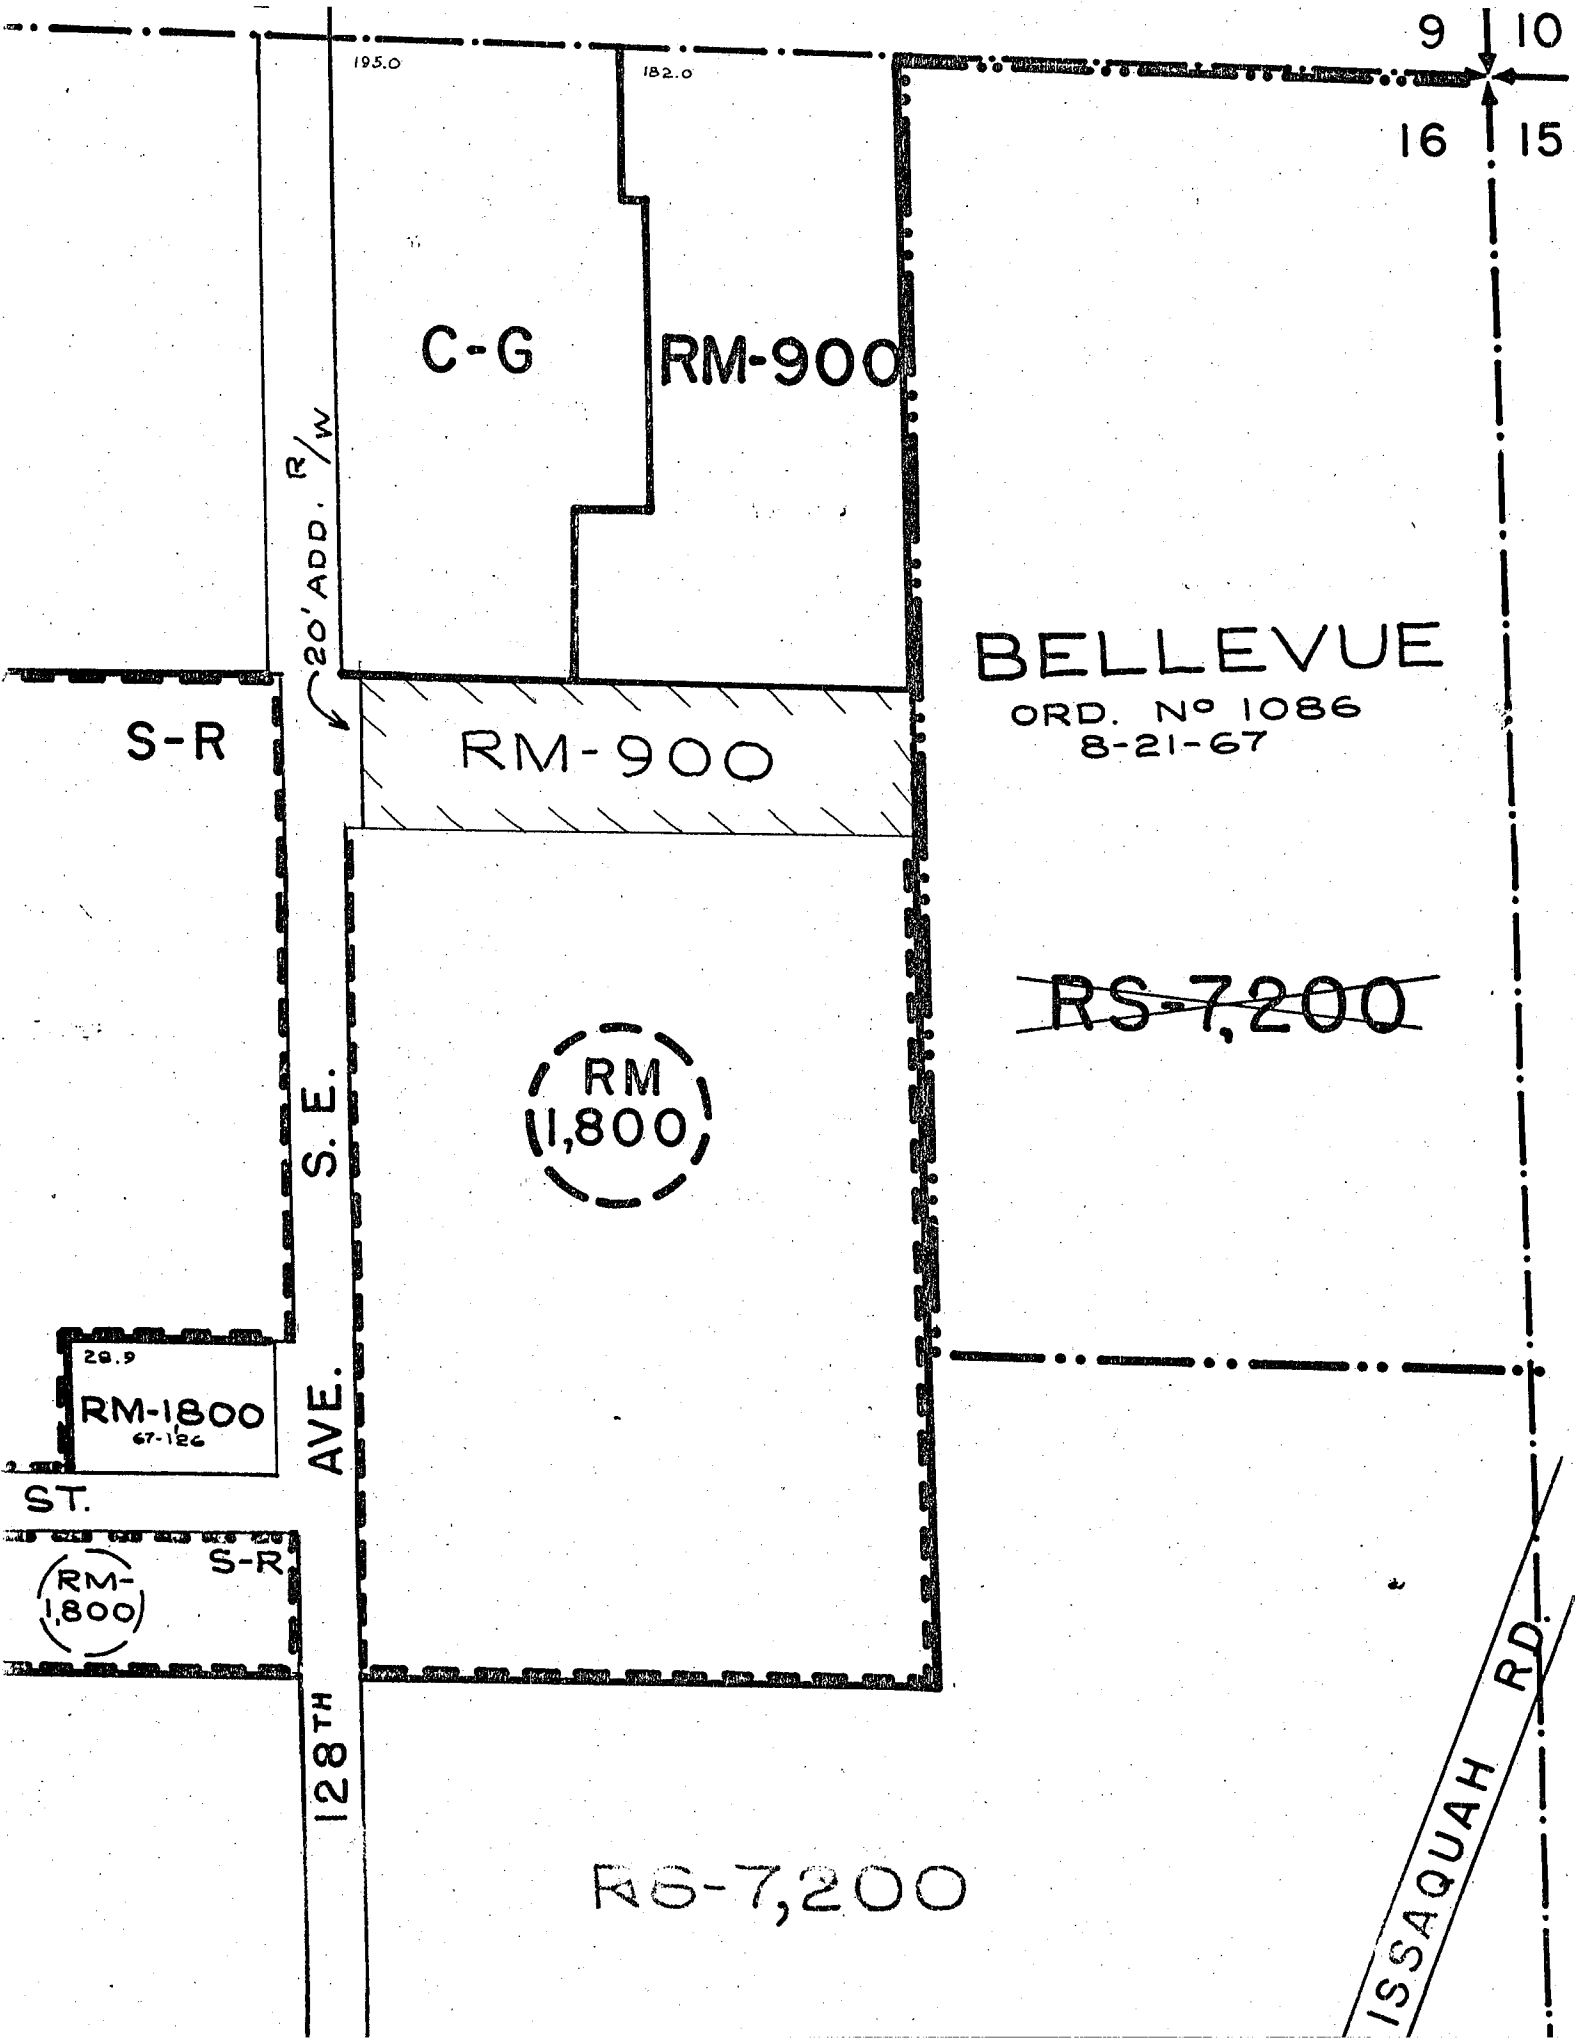 9 10
195.0
182.0
16 15
C-G
RM-900
20' ADD. R/W
BELLEVUE
ORD. Nº 1086
8-21-67
S-R
RM-900
RS-7,200
RM
1,800
128TH AVE. S.E.
28.9
RM-1800
67-126
ST.
S-R
RM-
1,800
RS-7,200
ISSAQUAH RD